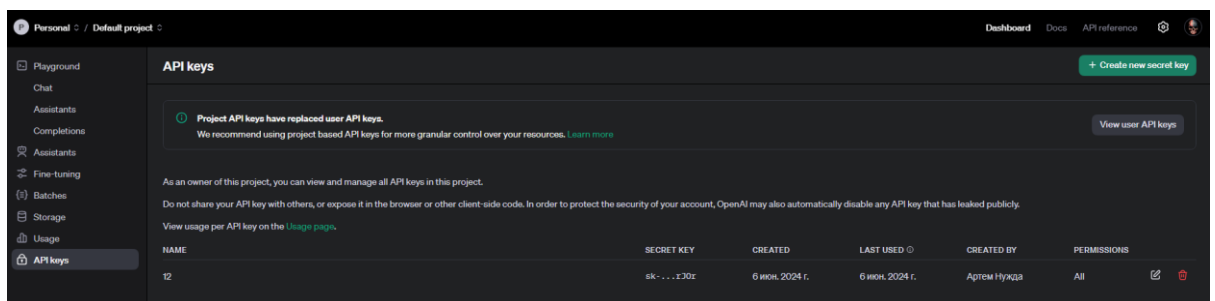 P Personal / Default project
Dashboard Docs API reference
Playground
Chat
Assistants
Completions
Assistants
Fine-tuning
Batches
Storage
Usage
API keys
API keys
+ Create new secret key
Project API keys have replaced user API keys.
We recommend using project based API keys for more granular control over your resources. Learn more
View user API keys
As an owner of this project, you can view and manage all API keys in this project.
Do not share your API key with others, or expose it in the browser or other client-side code. In order to protect the security of your account, OpenAI may also automatically disable any API key that has leaked publicly.
View usage per API key on the Usage page.
NAME SECRET KEY CREATED LAST USED CREATED BY PERMISSIONS
12 sk-...rJ0r 6 июн. 2024 г. 6 июн. 2024 г. Артем Нужда All